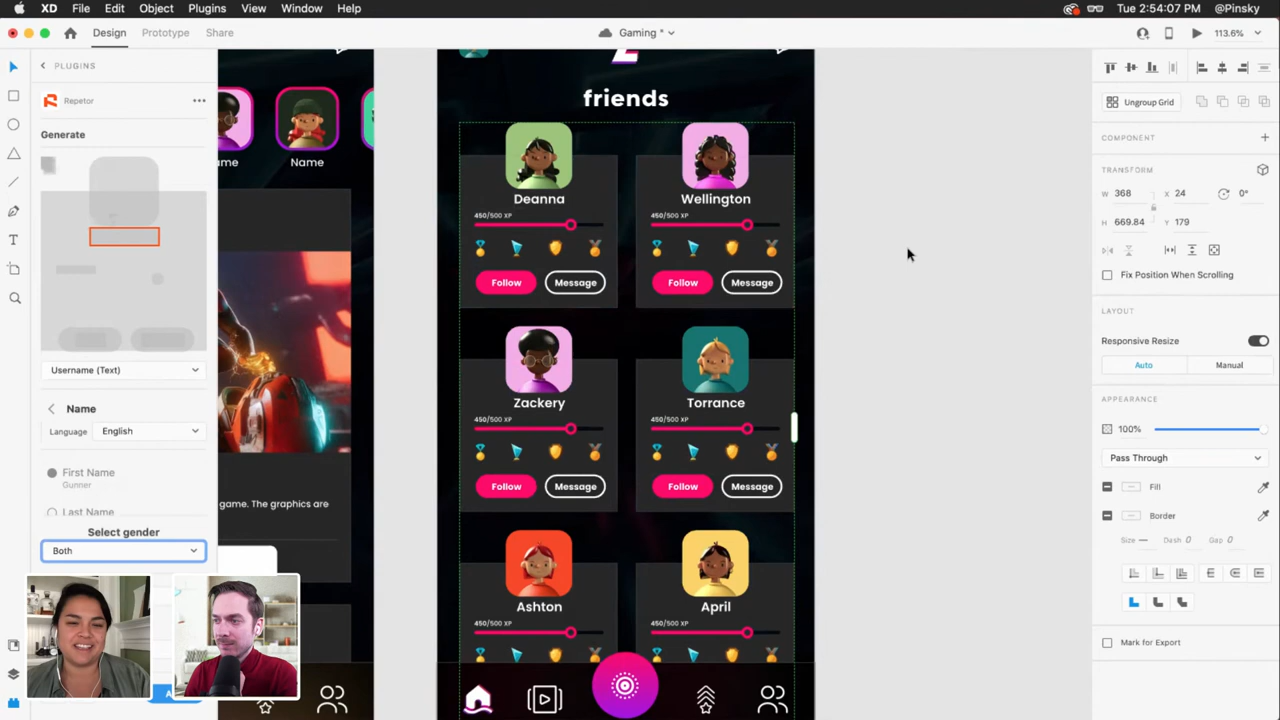 XD File Edit Object Plugins View Window Help
Tue 2:54:07 PM @Pinsky
Design Prototype Share
Gaming *
113.6%
PLUGINS
Repetor
Generate
Username (Text)
Name
Language English
First Name
Gunner
Last Name
Select gender
Both
ame
Name
game. The graphics are
friends
Deanna
450/500 XP
Follow Message
Wellington
450/500 XP
Follow Message
Zackery
450/500 XP
Follow Message
Torrance
450/500 XP
Follow Message
Ashton
450/500 XP
April
450/500 XP
Ungroup Grid
COMPONENT
TRANSFORM
W 368 X 24 0°
H 669.84 Y 179
Fix Position When Scrolling
LAYOUT
Responsive Resize
Auto Manual
APPEARANCE
100%
Pass Through
Fill
Border
Size Dash 0 Gap 0
Mark for Export